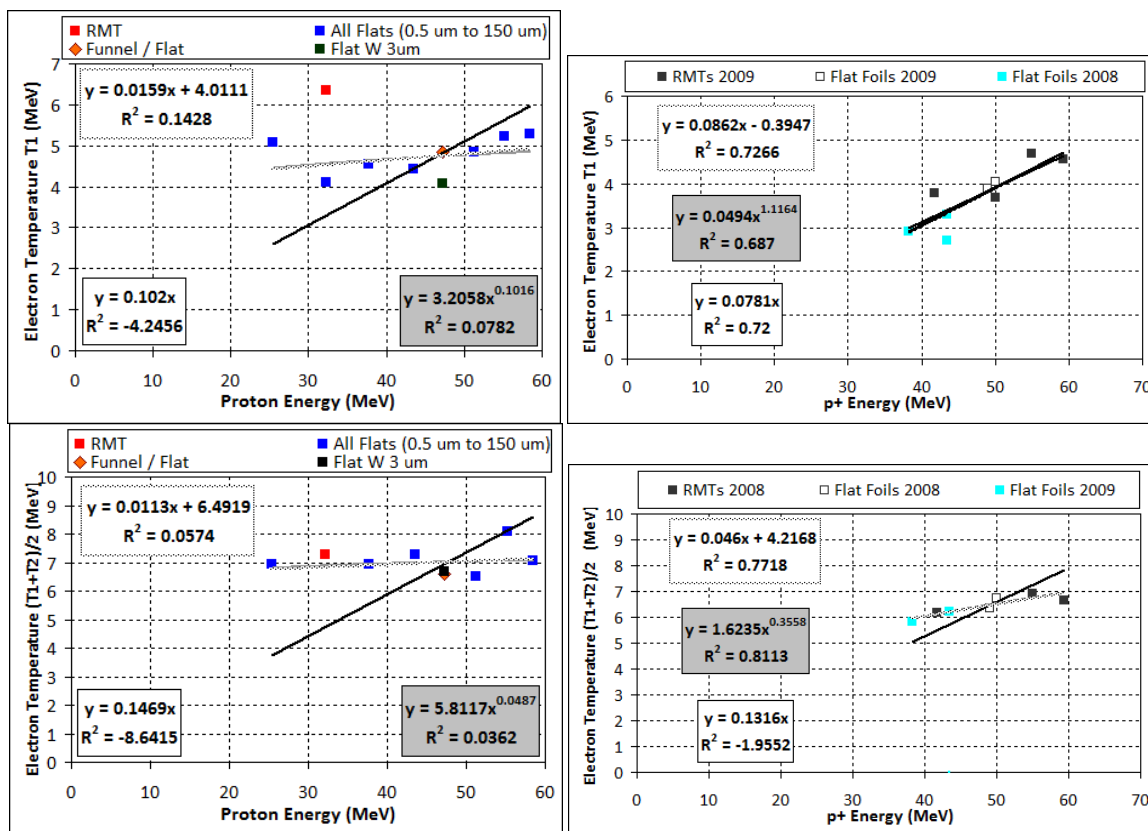 RMT
All Flats (0.5 um to 150 um)
Funnel / Flat
Flat W 3um
Electron Temperature T1 (MeV)
7
6
5
4
3
2
1
0
y = 0.0159x + 4.0111
R² = 0.1428
y = 0.102x
R² = -4.2456
y = 3.2058x^0.1016
R² = 0.0782
0 10 20 30 40 50 60
Proton Energy (MeV)
RMTs 2009
Flat Foils 2009
Flat Foils 2008
Electron Temperature T1 (MeV)
6
5
4
3
2
1
0
y = 0.0862x - 0.3947
R² = 0.7266
y = 0.0494x^1.1164
R² = 0.687
y = 0.0781x
R² = 0.72
0 10 20 30 40 50 60 70
p+ Energy (MeV)
RMT
All Flats (0.5 um to 150 um)
Funnel / Flat
Flat W 3 um
Electron Temperature (T1+T2)/2 (MeV)
10
9
8
7
6
5
4
3
2
1
0
y = 0.0113x + 6.4919
R² = 0.0574
y = 0.1469x
R² = -8.6415
y = 5.8117x^0.0487
R² = 0.0362
0 10 20 30 40 50 60
Proton Energy (MeV)
RMTs 2008
Flat Foils 2008
Flat Foils 2009
Electron Temperature (T1+T2)/2 (MeV)
10
9
8
7
6
5
4
3
2
1
0
y = 0.046x + 4.2168
R² = 0.7718
y = 1.6235x^0.3558
R² = 0.8113
y = 0.1316x
R² = -1.9552
0 10 20 30 40 50 60 70
p+ Energy (MeV)